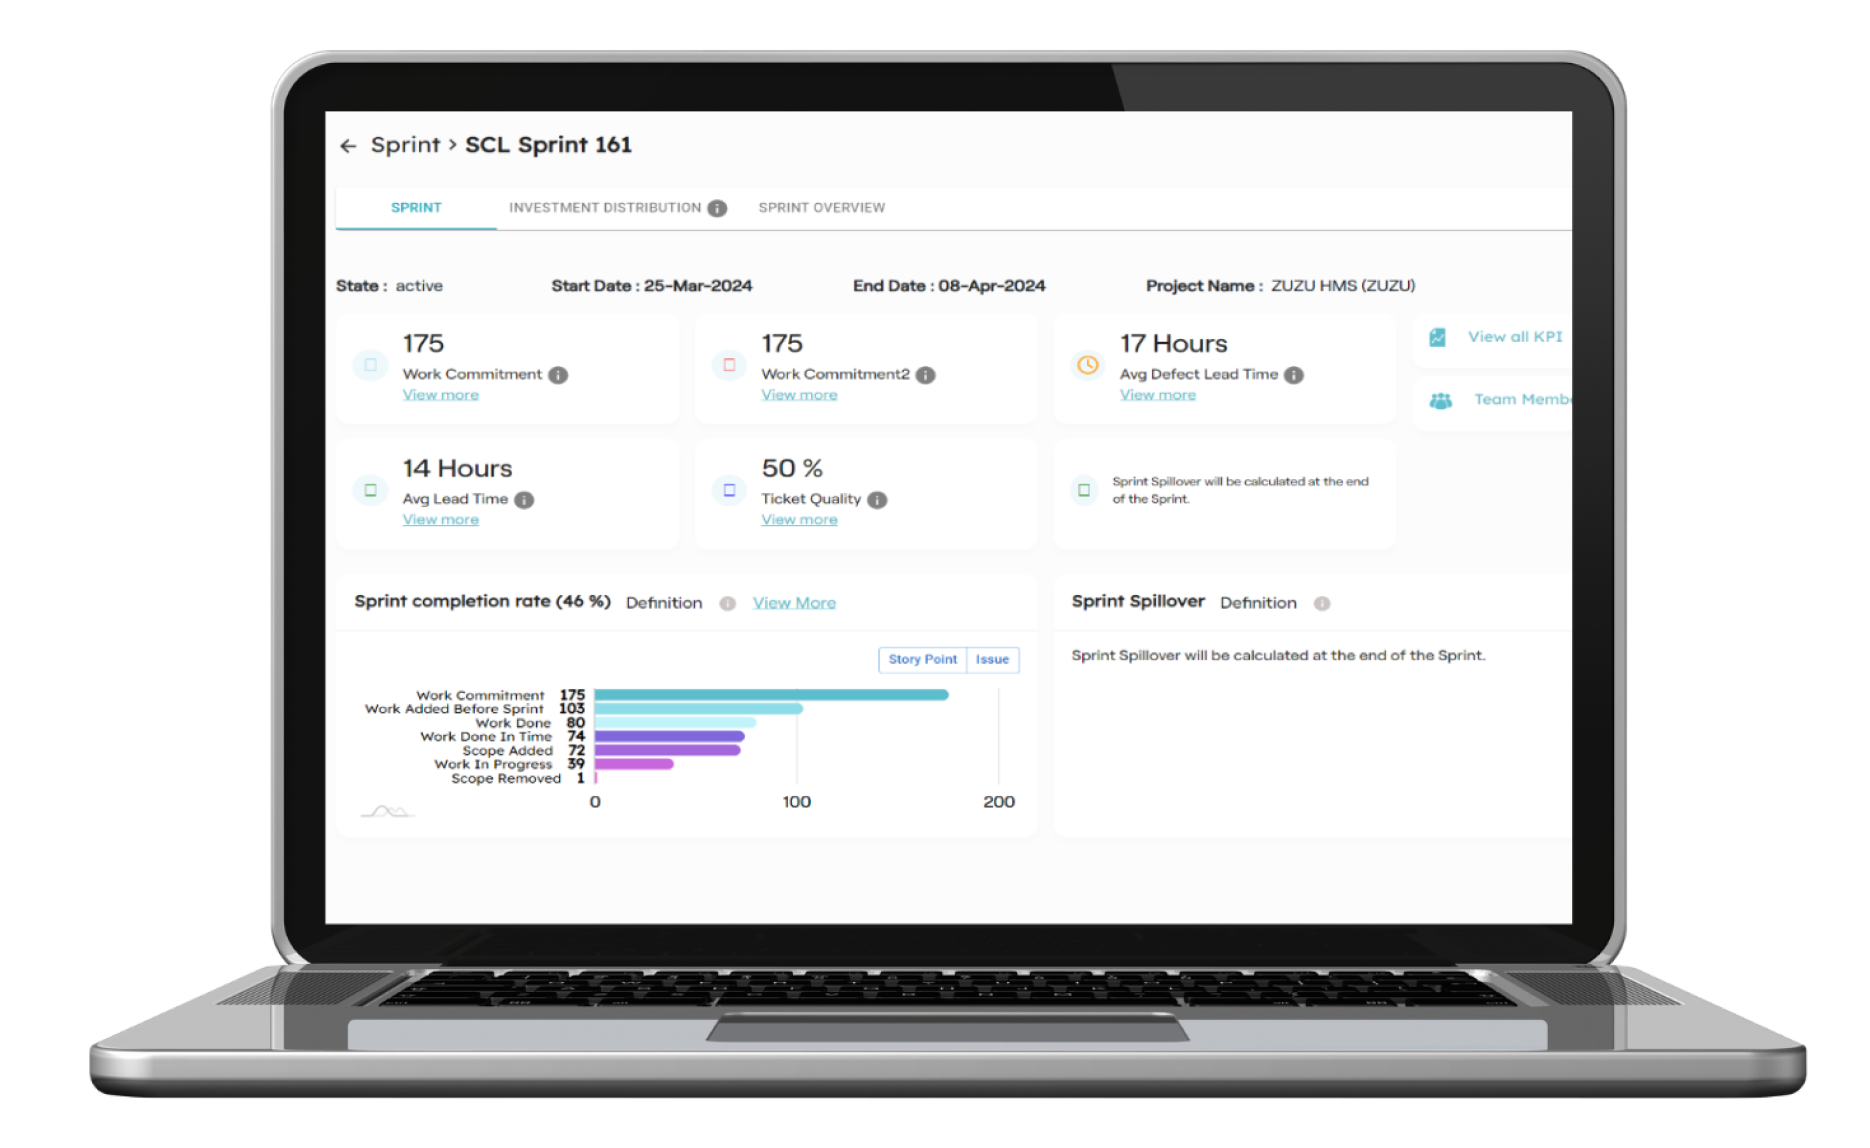 Sprint > SCL Sprint 161
SPRINT INVESTMENT DISTRIBUTION SPRINT OVERVIEW
State : active Start Date : 25-Mar-2024 End Date : 08-Apr-2024 Project Name : ZUZU HMS (ZUZU)
175
Work Commitment
View more
175
Work Commitment2
View more
17 Hours
Avg Defect Lead Time
View more
View all KPI
Team Memb
14 Hours
Avg Lead Time
View more
50 %
Ticket Quality
View more
Sprint Spillover will be calculated at the end
of the Sprint.
Sprint completion rate (46 %) Definition View More
Story Point Issue
Work Commitment 175
Work Added Before Sprint 103
Work Done 80
Work Done In Time 74
Scope Added 72
Work In Progress 39
Scope Removed 1
0 100 200
Sprint Spillover Definition
Sprint Spillover will be calculated at the end of the Sprint.